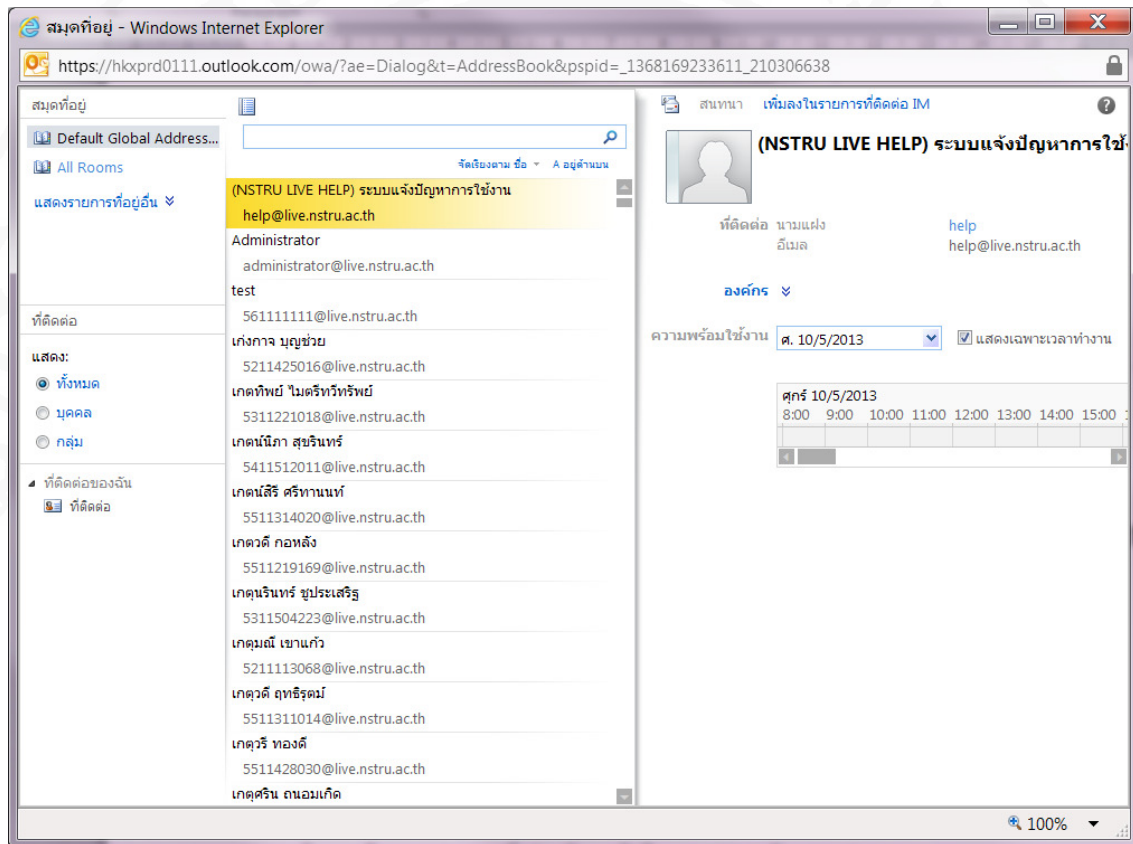 สมุดที่อยู่ - Windows Internet Explorer
https://hkxprd0111.outlook.com/owa/?ae=Dialog&t=AddressBook&pspid=_1368169233611_210306638
สมุดที่อยู่
Default Global Address...
All Rooms
แสดงรายการที่อยู่อื่น
ที่ติดต่อ
แสดง:
ทั้งหมด
บุคคล
กลุ่ม
ที่ติดต่อของฉัน
ที่ติดต่อ
จัดเรียงตาม ชื่อ A อยู่ด้านบน
(NSTRU LIVE HELP) ระบบแจ้งปัญหาการใช้งาน
help@live.nstru.ac.th
Administrator
administrator@live.nstru.ac.th
test
561111111@live.nstru.ac.th
เก่งกาจ บุญช่วย
5211425016@live.nstru.ac.th
เกตทิพย์ ไมตรีทวีทรัพย์
5311221018@live.nstru.ac.th
เกตน์นิภา สุขรินทร์
5411512011@live.nstru.ac.th
เกตน์สิรี ศรีทานนท์
5511314020@live.nstru.ac.th
เกตวดี กอหลัง
5511219169@live.nstru.ac.th
เกตุนรินทร์ ชูประเสริฐ
5311504223@live.nstru.ac.th
เกตุมณี เขาแก้ว
5211113068@live.nstru.ac.th
เกตุวดี ฤทธิรุตม์
5511311014@live.nstru.ac.th
เกตุวรี ทองดี
5511428030@live.nstru.ac.th
เกตุศริน ถนอมเกิด
สนทนา เพิ่มลงในรายการที่ติดต่อ IM
(NSTRU LIVE HELP) ระบบแจ้งปัญหาการใช้
ที่ติดต่อ นามแฝง help
อีเมล help@live.nstru.ac.th
องค์กร
ความพร้อมใช้งาน ศ. 10/5/2013 แสดงเฉพาะเวลาทำงาน
ศุกร์ 10/5/2013
8:00 9:00 10:00 11:00 12:00 13:00 14:00 15:00
100%